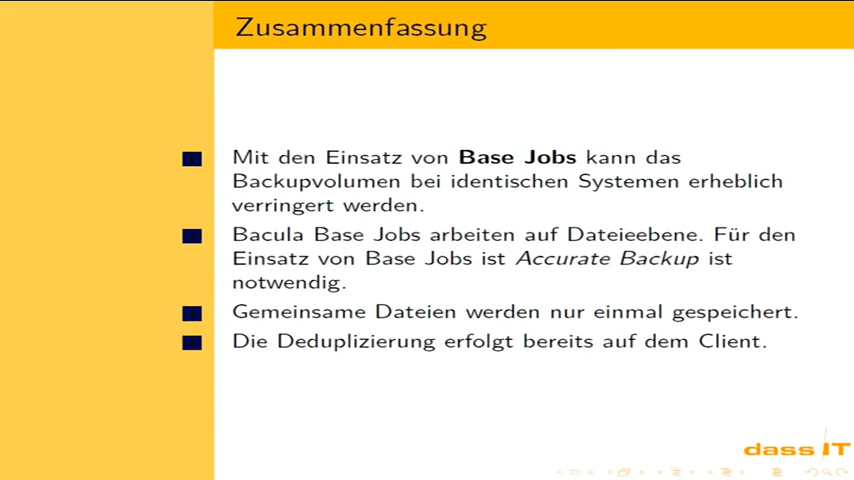 Zusammenfassung
Mit den Einsatz von Base Jobs kann das
Backupvolumen bei identischen Systemen erheblich
verringert werden.
Bacula Base Jobs arbeiten auf Dateieebene. Für den
Einsatz von Base Jobs ist Accurate Backup ist
notwendig.
Gemeinsame Dateien werden nur einmal gespeichert.
Die Deduplizierung erfolgt bereits auf dem Client.
dass IT